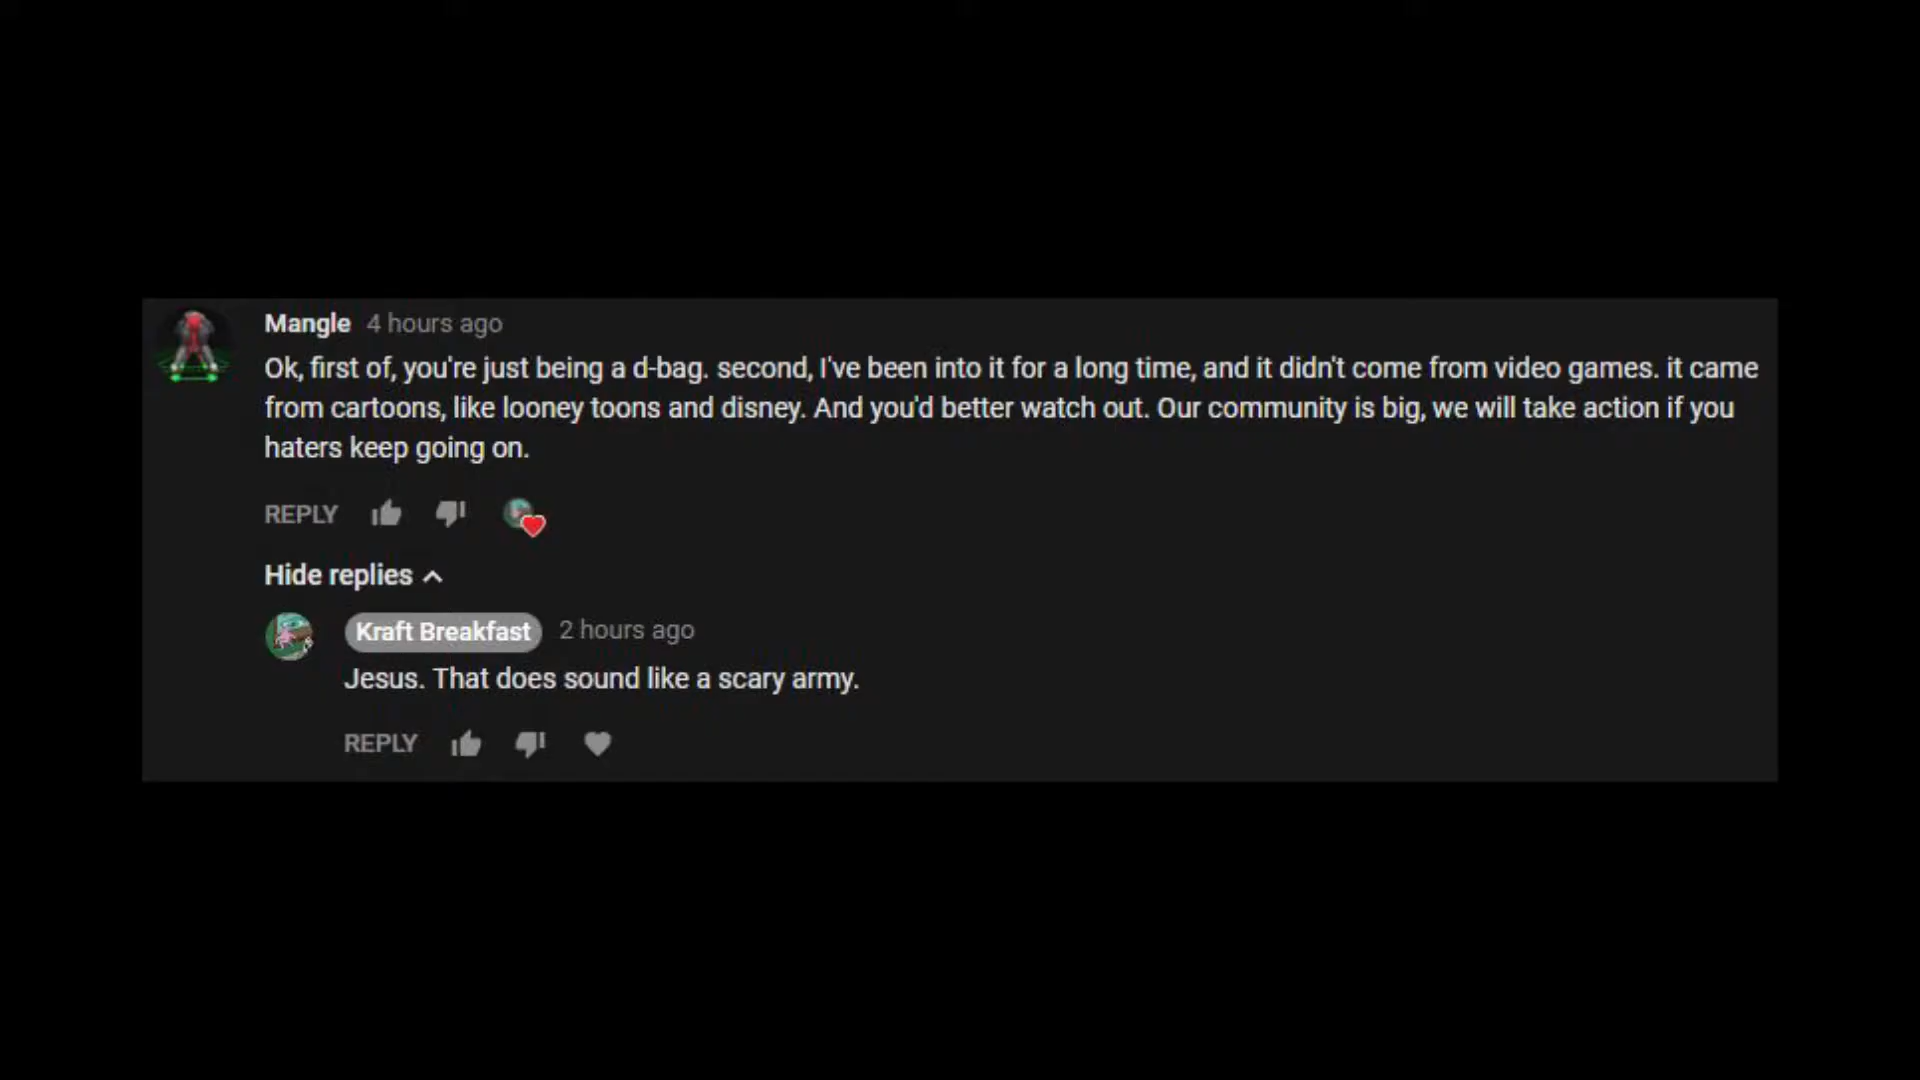 Mangle 4 hours ago
Ok, first of, you're just being a d-bag. second, I've been into it for a long time, and it didn't come from video games. it came
from cartoons, like looney toons and disney. And you'd better watch out. Our community is big, we will take action if you
haters keep going on.
REPLY
Hide replies
Kraft Breakfast 2 hours ago
Jesus. That does sound like a scary army.
REPLY